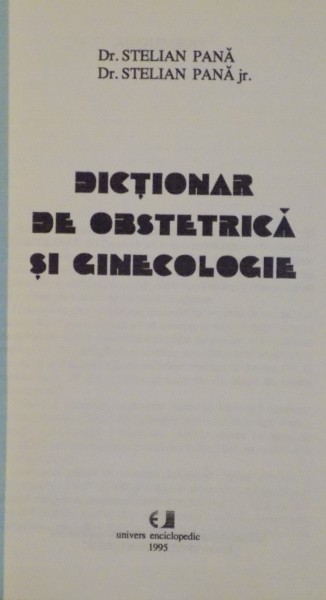 Dr. STELIAN PANĂ
Dr. STELIAN PANĂ jr.
DICȚIONAR
DE OBSTETRICĂ
ȘI GINECOLOGIE
univers enciclopedic
1995